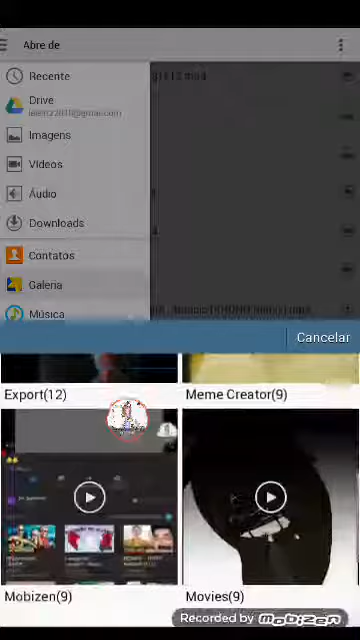 Abre de
Recente
Drive
Imagens
Vídeos
Áudio
Downloads
Contatos
Galeria
Música
Cancelar
Export(12)
Meme Creator(9)
Mobizen(9)
Movies(9)
Recorded by Mobizen